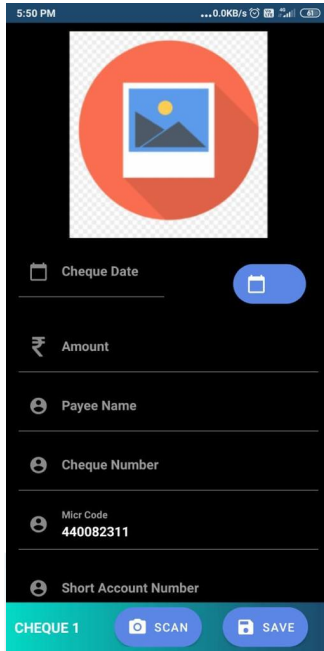 5:50 PM ...0.0KB/s 61
Cheque Date
₹ Amount
Payee Name
Cheque Number
Micr Code
440082311
Short Account Number
CHEQUE 1 SCAN SAVE